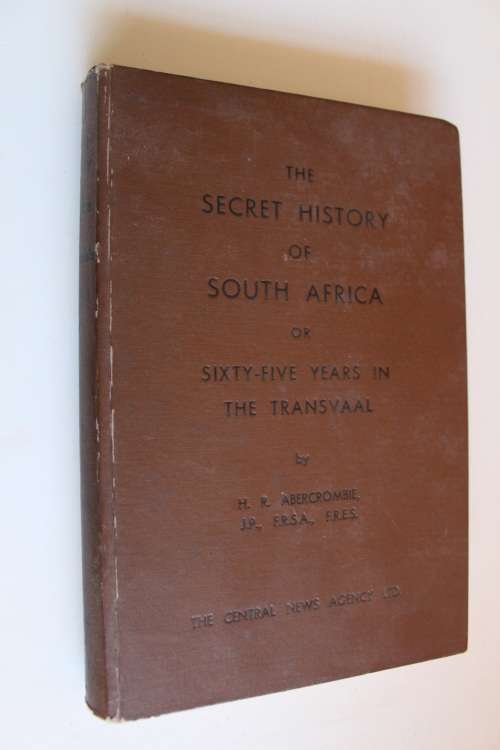 THE
SECRET HISTORY
OF
SOUTH AFRICA
OR
SIXTY-FIVE YEARS IN
THE TRANSVAAL
by
H. R. ABERCROMBIE,
J.P., F.R.S.A., F.R.E.S.
THE CENTRAL NEWS AGENCY LTD.